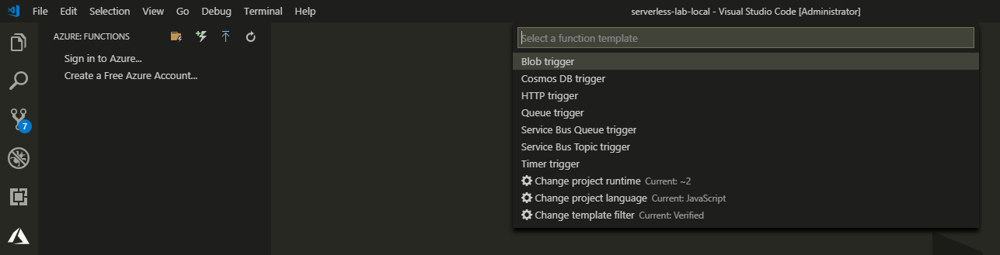 File Edit Selection View Go Debug Terminal Help serverless-lab-local - Visual Studio Code [Administrator]
AZURE: FUNCTIONS
Sign in to Azure...
Create a Free Azure Account...
7
Select a function template
Blob trigger
Cosmos DB trigger
HTTP trigger
Queue trigger
Service Bus Queue trigger
Service Bus Topic trigger
Timer trigger
Change project runtime Current: ~2
Change project language Current: JavaScript
Change template filter Current: Verified